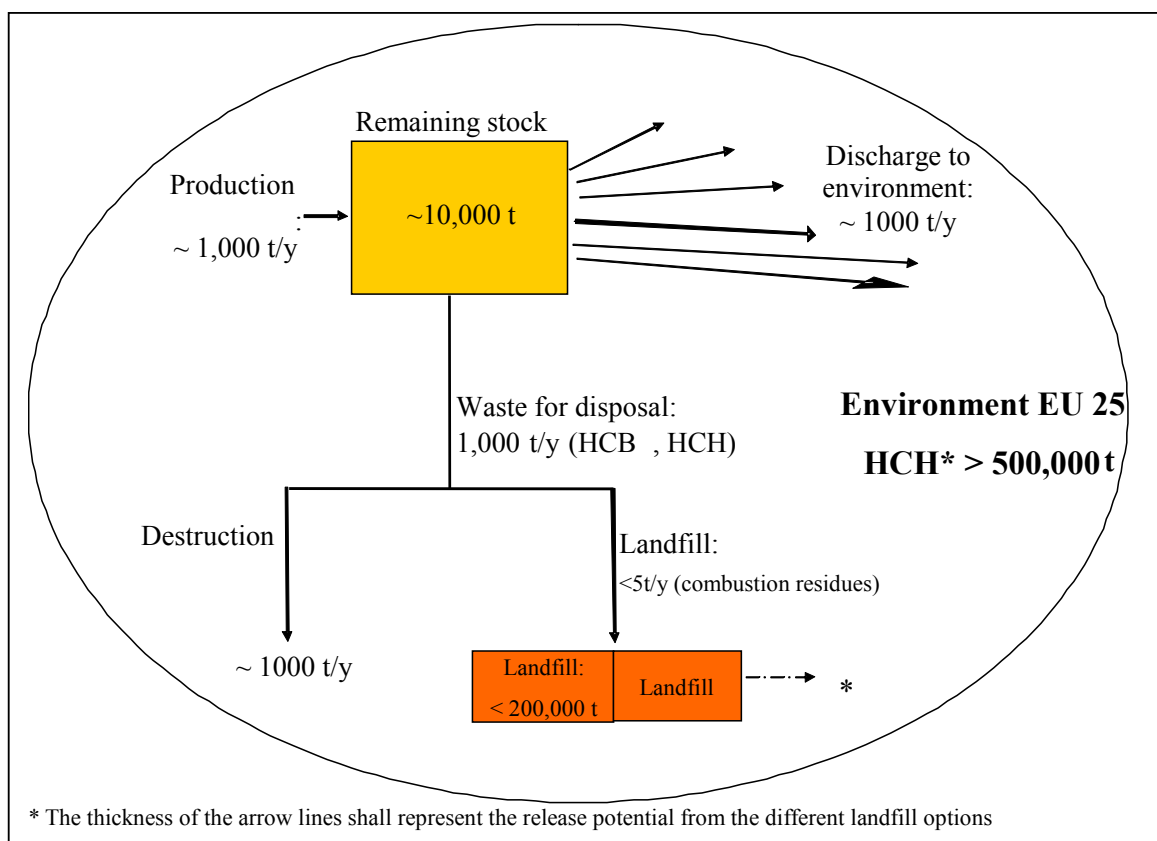 Remaining stock
Production
~ 1,000 t/y
~10,000 t
Discharge to
environment:
~ 1000 t/y
Waste for disposal:
1,000 t/y (HCB , HCH)
Environment EU 25
HCH* > 500,000 t
Destruction
~ 1000 t/y
Landfill:
<5t/y (combustion residues)
Landfill:
< 200,000 t
Landfill
*
* The thickness of the arrow lines shall represent the release potential from the different landfill options